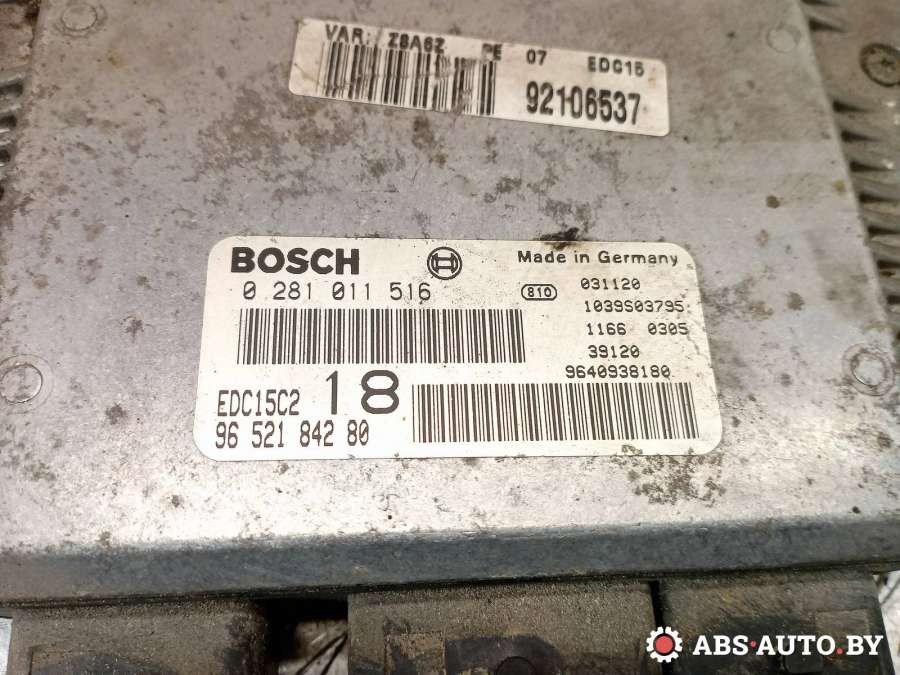 VAR: Z8A6Z PE 07 EDC15
92106537
BOSCH
Made in Germany
0 281 011 516
810
031120
1039S03795
1166 0305
39120
9640938180
EDC15C2 18
96 521 842 80
ABS-AUTO.BY